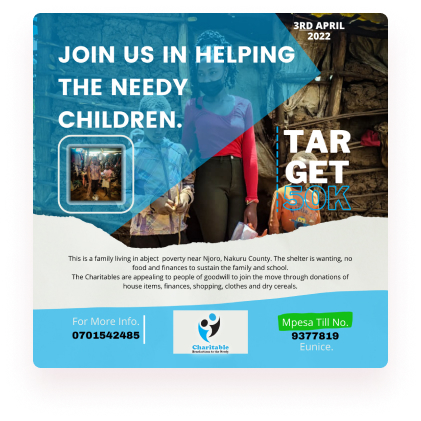 3RD APRIL
2022
JOIN US IN HELPING
THE NEEDY
CHILDREN.
TAR
GET
50K
This is a family living in abject poverty near Njoro, Nakuru County. The shelter is wanting, no
food and finances to sustain the family and school.
The Charitables are appealing to people of goodwill to join the move through donations of
house items, finances, shopping, clothes and dry cereals.
For More Info.
0701542485
Charitable
Mpesa Till No.
9377819
Eunice.